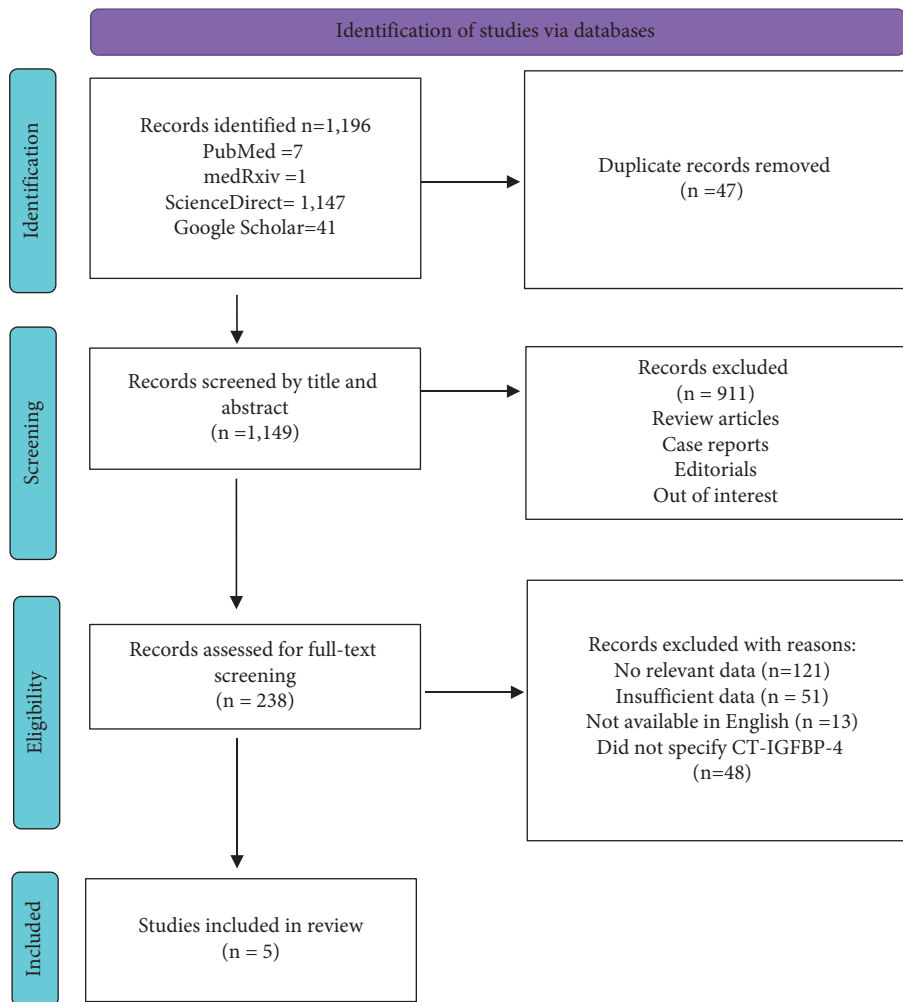 Identification of studies via databases
Identification
Records identified n=1,196
PubMed =7
medRxiv =1
ScienceDirect= 1,147
Google Scholar=41
Duplicate records removed
(n =47)
Screening
Records screened by title and
abstract
(n =1,149)
Records excluded
(n = 911)
Review articles
Case reports
Editorials
Out of interest
Eligibility
Records assessed for full-text
screening
(n = 238)
Records excluded with reasons:
No relevant data (n=121)
Insufficient data (n = 51)
Not available in English (n =13)
Did not specify CT-IGFBP-4
(n=48)
Included
Studies included in review
(n = 5)